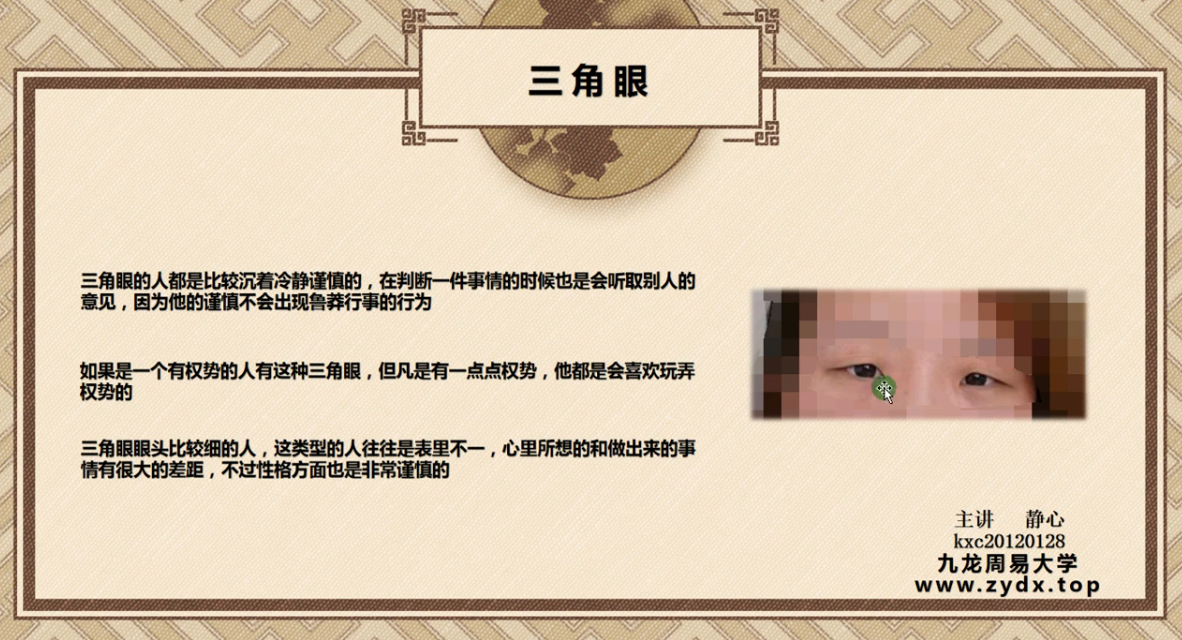 三角眼
三角眼的人都是比较沉着冷静谨慎的，在判断一件事情的时候也是会听取别人的
意见，因为他的谨慎不会出现鲁莽行事的行为
如果是一个有权势的人有这种三角眼，但凡是有一点点权势，他都是会喜欢玩弄
权势的
三角眼眼头比较细的人，这类型的人往往是表里不一，心里所想的和做出来的事
情有很大的差距，不过性格方面也是非常谨慎的
主讲 静心
kxc20120128
九龙周易大学
www.zydx.top